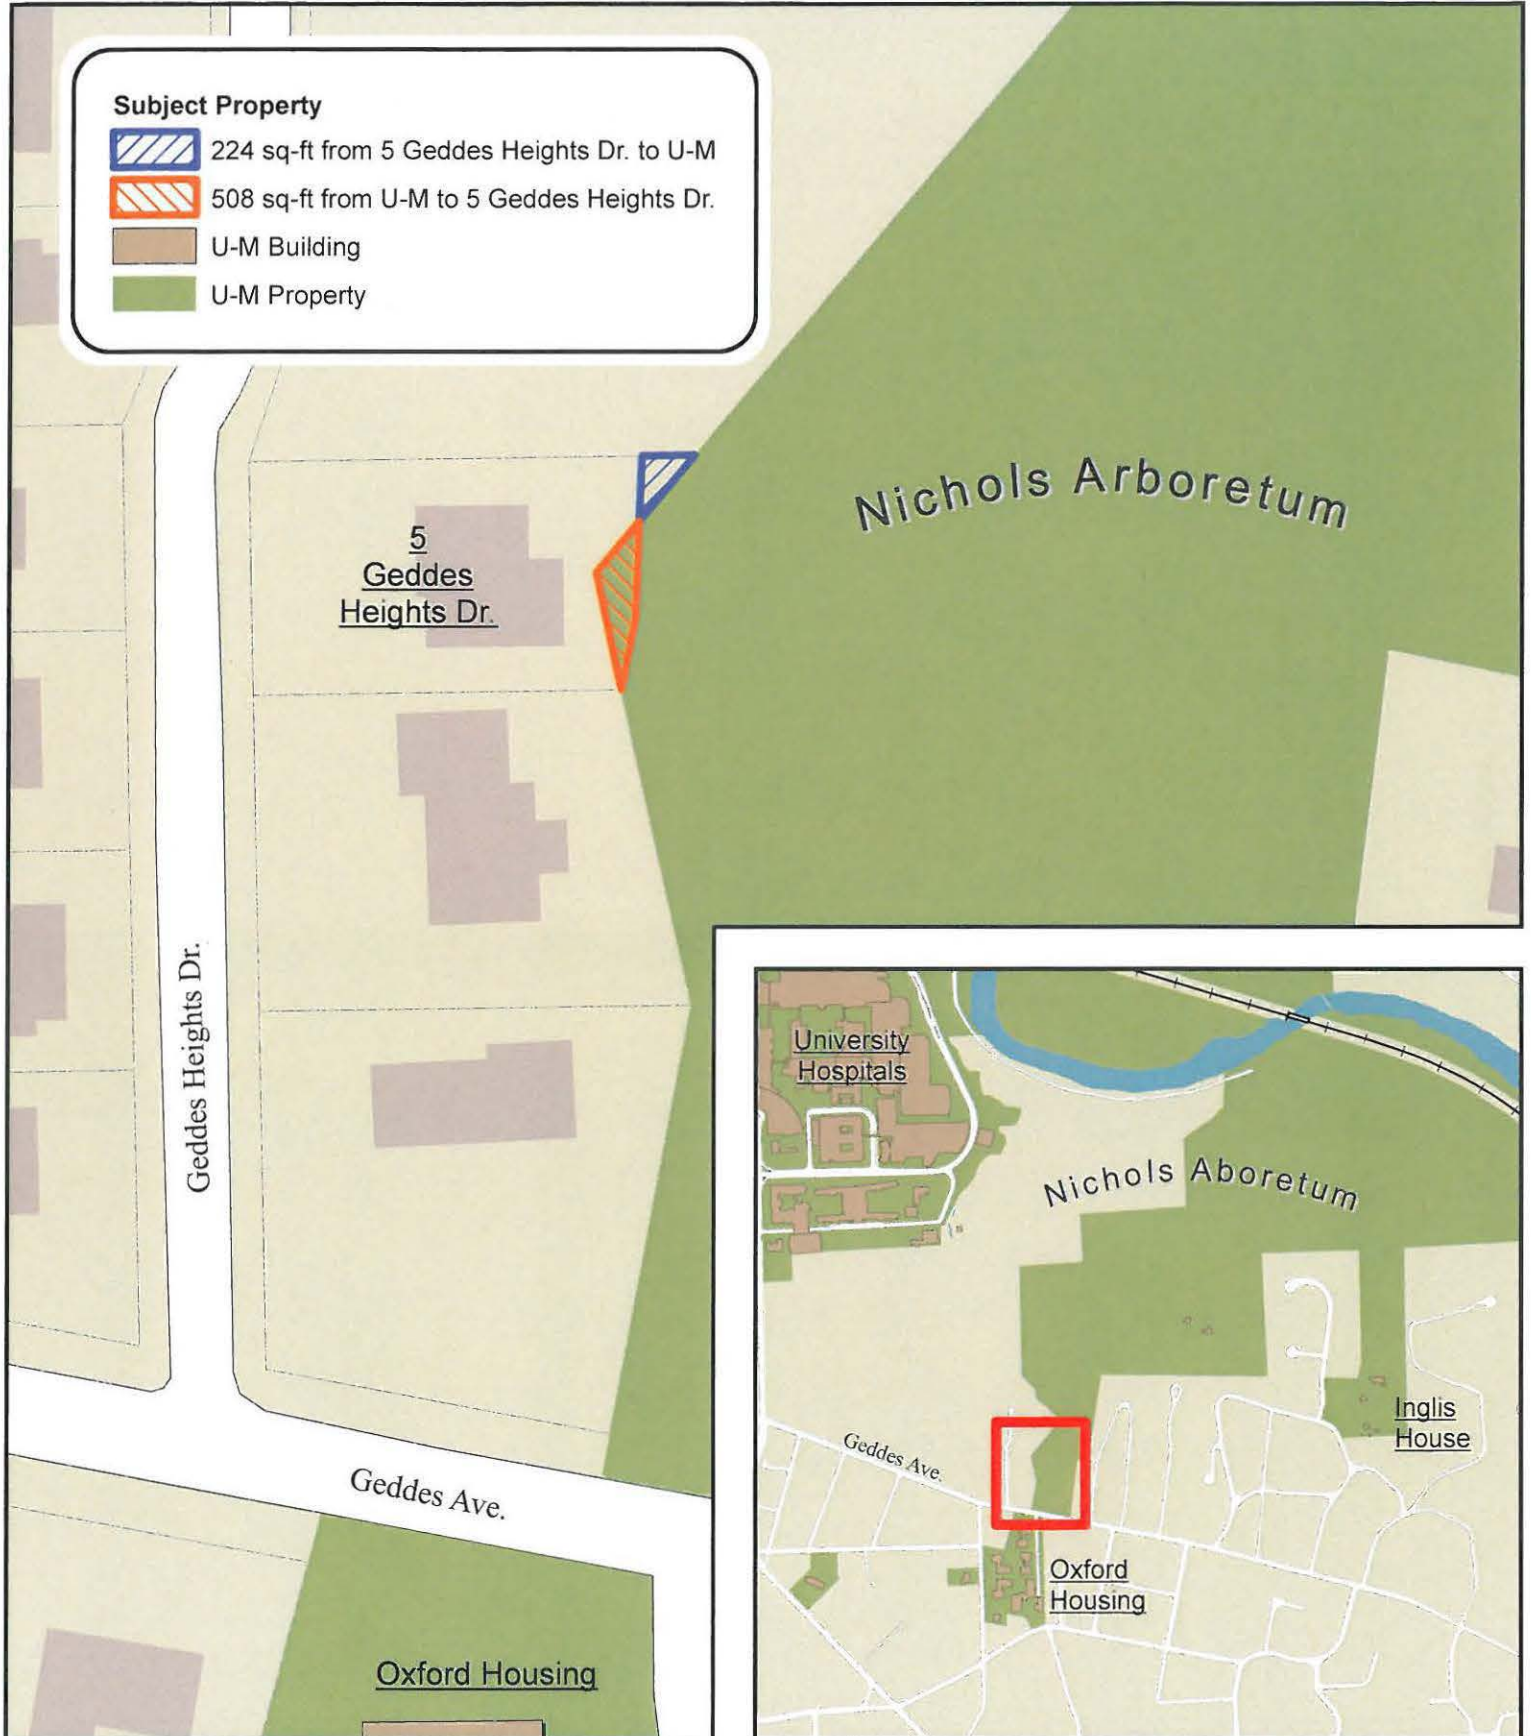 Subject Property
224 sq-ft from 5 Geddes Heights Dr. to U-M
508 sq-ft from U-M to 5 Geddes Heights Dr.
U-M Building
U-M Property
Nichols Arboretum
5
Geddes
Heights Dr.
Geddes Heights Dr.
Geddes Ave.
Oxford Housing
University
Hospitals
Nichols Aboretum
Inglis
House
Geddes Ave.
Oxford
Housing